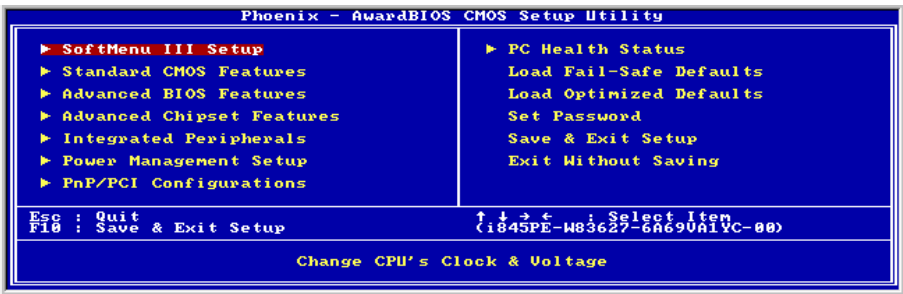 Phoenix - AwardBIOS CMOS Setup Utility
► SoftMenu III Setup
► Standard CMOS Features
► Advanced BIOS Features
► Advanced Chipset Features
► Integrated Peripherals
► Power Management Setup
► PnP/PCI Configurations
► PC Health Status
Load Fail-Safe Defaults
Load Optimized Defaults
Set Password
Save & Exit Setup
Exit Without Saving
Esc : Quit
F10 : Save & Exit Setup
↑ ↓ → ← : Select Item
(i845PE-W83627-6A69VA1YC-00)
Change CPU's Clock & Voltage